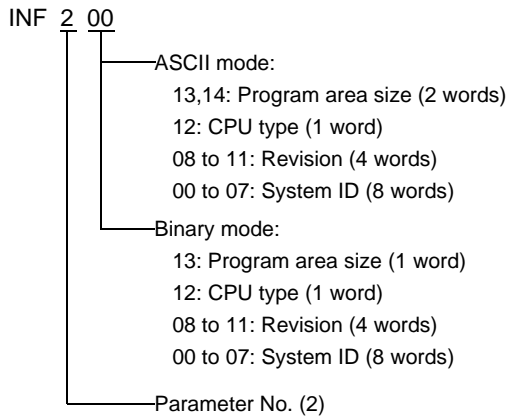 INF 2 00
ASCII mode:
13,14: Program area size (2 words)
12: CPU type (1 word)
08 to 11: Revision (4 words)
00 to 07: System ID (8 words)
Binary mode:
13: Program area size (1 word)
12: CPU type (1 word)
08 to 11: Revision (4 words)
00 to 07: System ID (8 words)
Parameter No. (2)